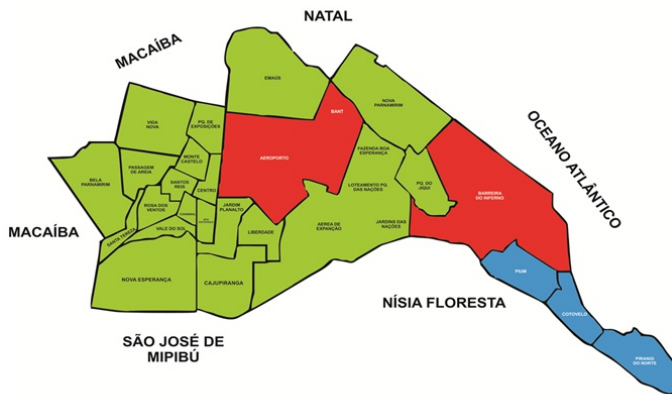 NATAL
MACAÍBA
EMAÚS
NOVA
PARNAMIRIM
BANT
VIDA
NOVA
PQ. DE
EXPOSIÇÕES
OCEANO ATLÂNTICO
AEROPORTO
FAZENDA BOA
ESPERANÇA
MONTE
CASTELO
PASSAGEM
DE AREIA
BELA
PARNAMIRIM
SANTOS
REIS
CENTRO
LOTEAMENTO PQ.
DAS NAÇÕES
PQ. DO
JIQUI
BARREIRA
DO INFERNO
ROSA DOS
VENTOS
JARDIM
PLANALTO
MACAÍBA
SANTA TEREZA
VALE DO SOL
LIBERDADE
AEREA DE
EXPANÇÃO
JARDINS DAS
NAÇÕES
NOVA ESPERANÇA
CAJUPIRANGA
PIUM
NÍSIA FLORESTA
COTOVELO
SÃO JOSÉ DE
MIPIBÚ
PIRANGI
DO NORTE